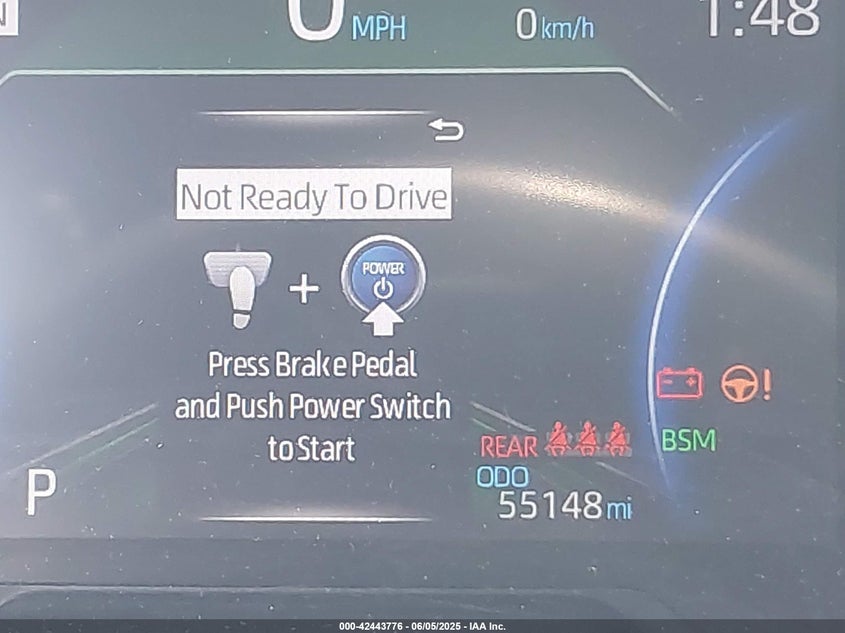 0 MPH 0 km/h 1:48
Not Ready To Drive
POWER
Press Brake Pedal
and Push Power Switch
to Start
REAR
BSM
P
ODO
55148 mi
000-42443776 - 06/05/2025 - IAA Inc.